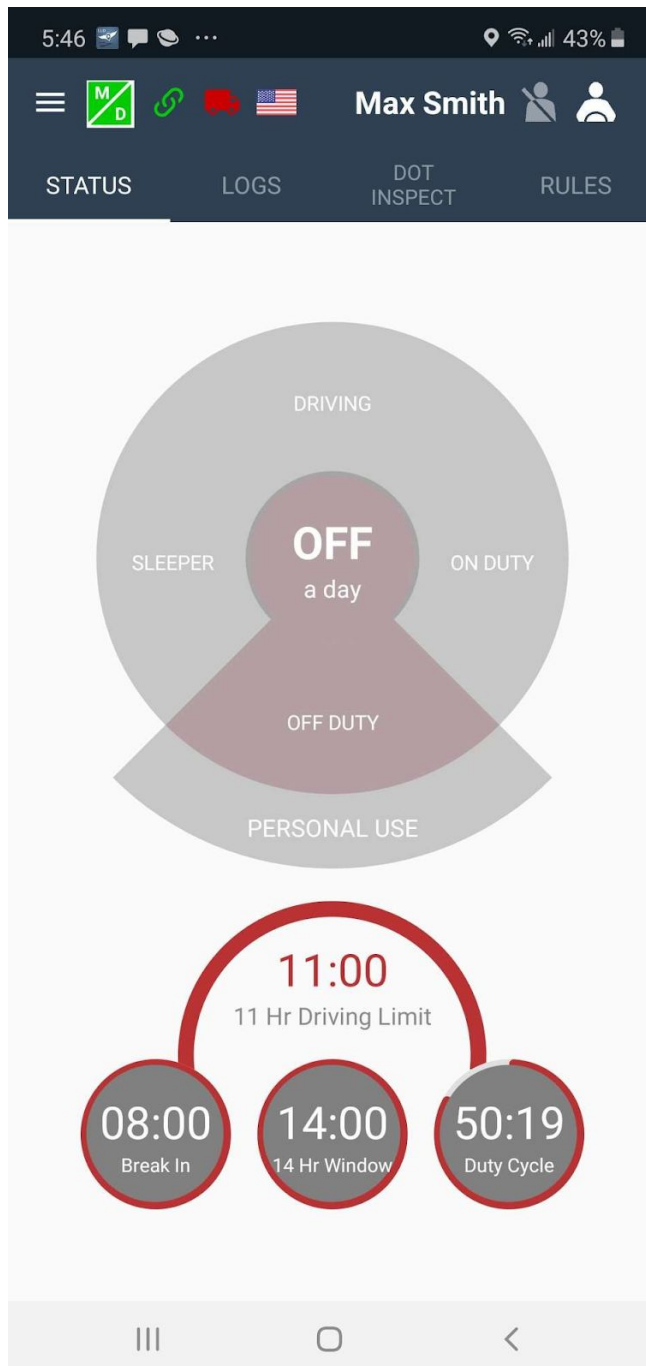 5:46 ... 43%
M/D Max Smith
STATUS LOGS DOT INSPECT RULES
DRIVING
OFF
SLEEPER ON DUTY
a day
OFF DUTY
PERSONAL USE
11:00
11 Hr Driving Limit
08:00 14:00 50:19
Break In 14 Hr Window Duty Cycle